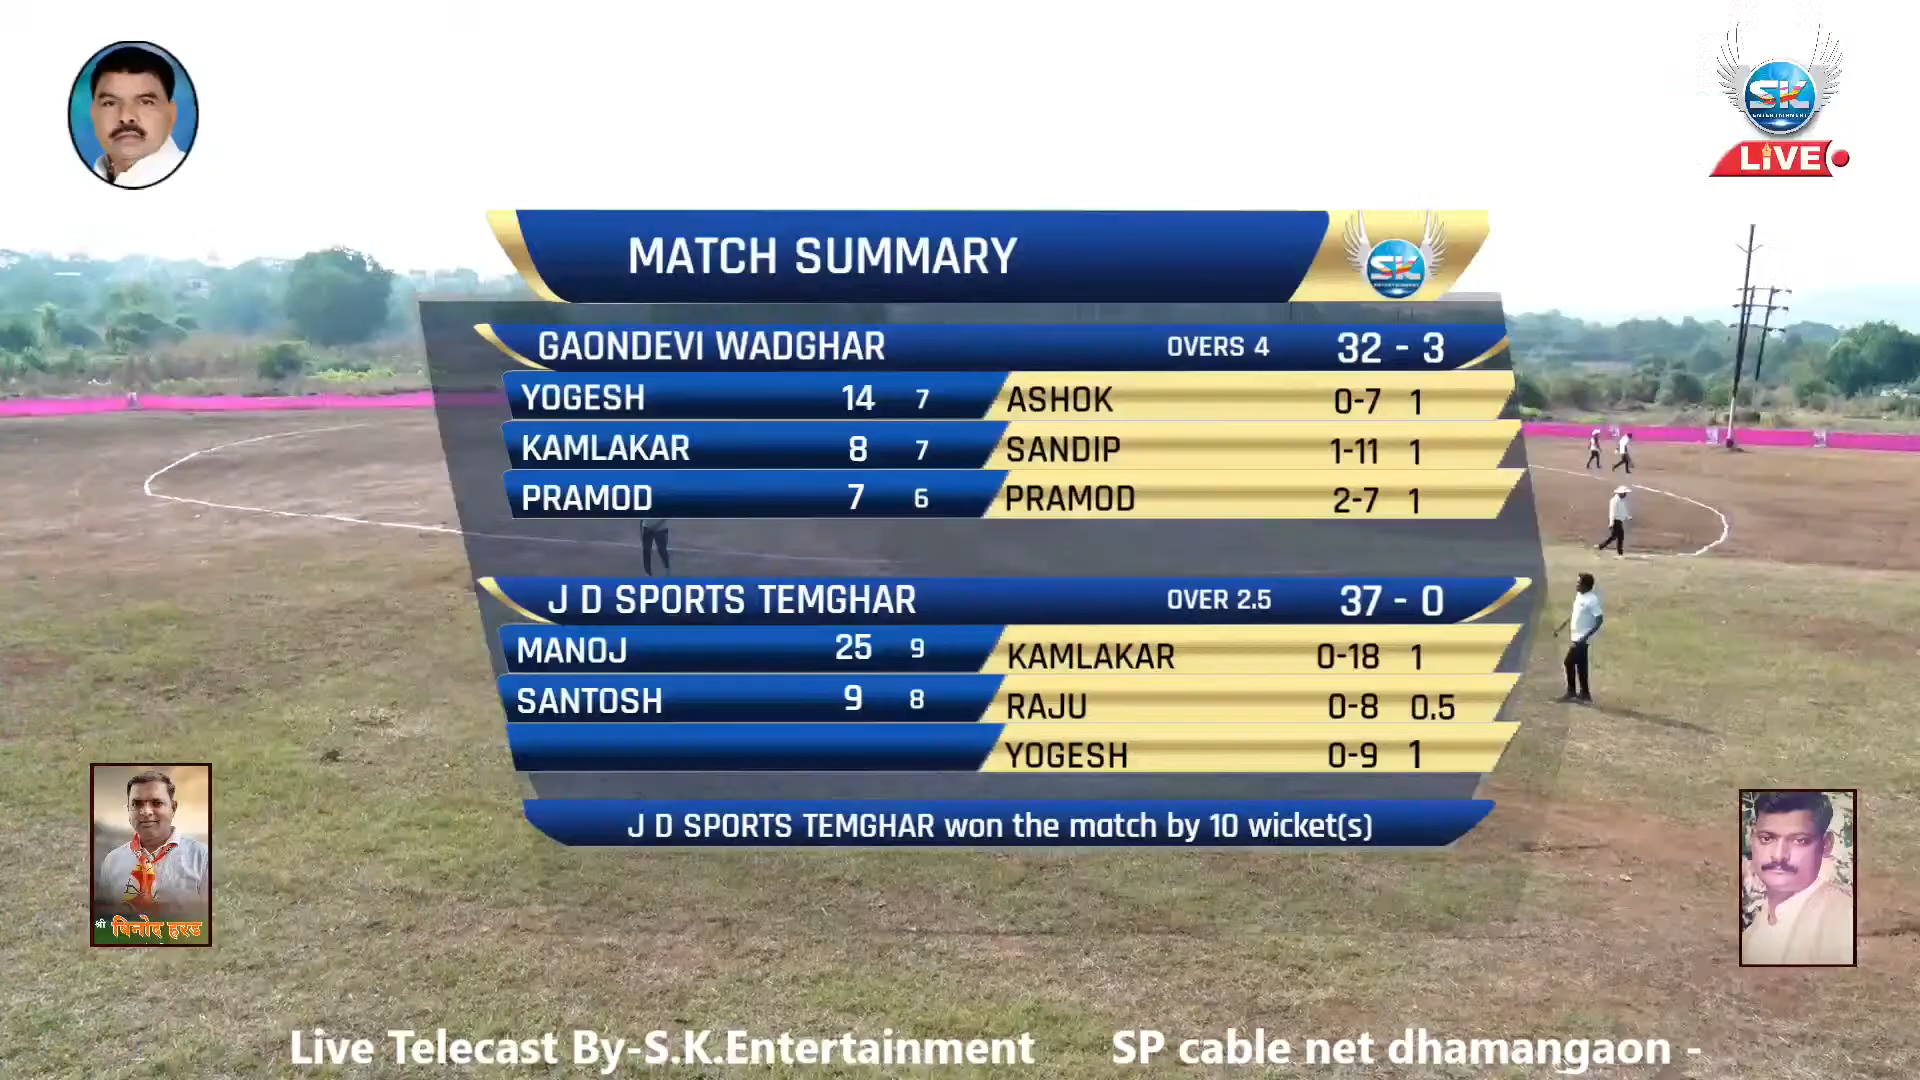 SK
ENTERTAINMENT
LIVE
MATCH SUMMARY
SK
GAONDEVI WADGHAR OVERS 4 32 - 3
YOGESH 14 7 ASHOK 0-7 1
KAMLAKAR 8 7 SANDIP 1-11 1
PRAMOD 7 6 PRAMOD 2-7 1
J D SPORTS TEMGHAR OVER 2.5 37 - 0
MANOJ 25 9 KAMLAKAR 0-18 1
SANTOSH 9 8 RAJU 0-8 0.5
YOGESH 0-9 1
J D SPORTS TEMGHAR won the match by 10 wicket(s)
श्री विनोद हरड
Live Telecast By-S.K.Entertainment SP cable net dhamangaon -